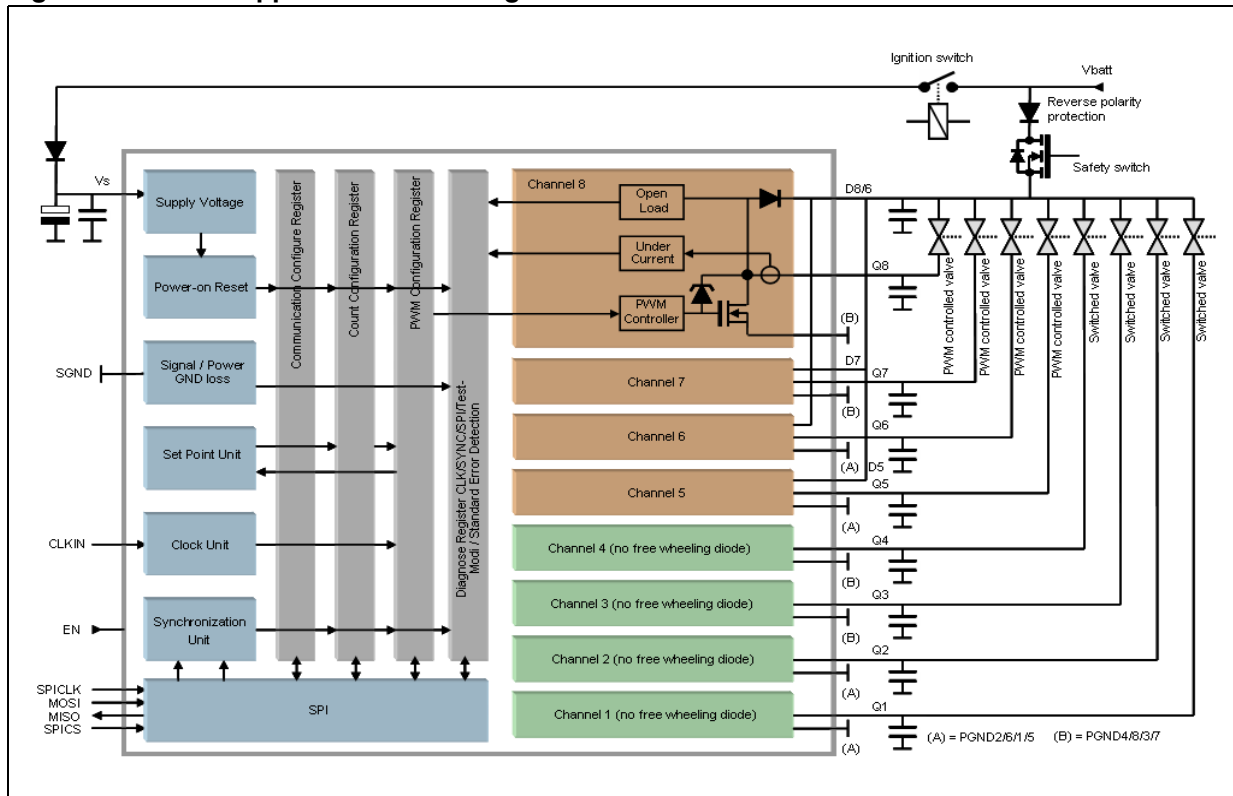 Ignition switch
Vbatt
Reverse polarity
protection
Safety switch
Vs
Supply Voltage
Power-on Reset
SGND
Signal / Power
GND loss
Set Point Unit
CLKIN
Clock Unit
EN
Synchronization
Unit
SPICLK
MOSI
MISO
SPICS
SPI
Communication Configure Register
Count Configuration Register
PWM Configuration Register
Diagnose Register CLK/SYNC/SPI/Test-
Modi / Standard Error Detection
Channel 8
Open
Load
Under
Current
PWM
Controller
D8/6
Q8
(B)
Channel 7
D7
Q7
(B)
Channel 6
Q6
(A)
Channel 5
D5
Q5
(A)
Channel 4 (no free wheeling diode)
Q4
(B)
Channel 3 (no free wheeling diode)
Q3
(B)
Channel 2 (no free wheeling diode)
Q2
(A)
Channel 1 (no free wheeling diode)
Q1
(A)
PWM controlled valve
PWM controlled valve
PWM controlled valve
PWM controlled valve
Switched valve
Switched valve
Switched valve
Switched valve
(A) = PGND2/6/1/5 (B) = PGND4/8/3/7